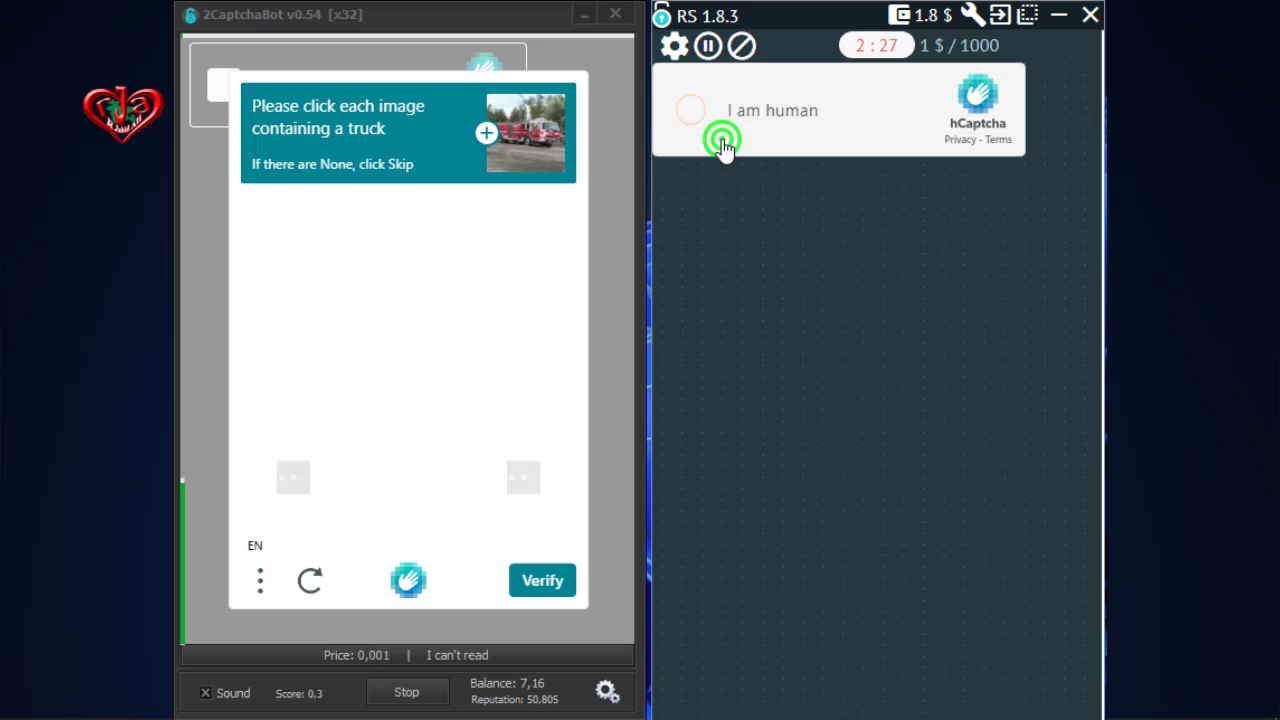 2CaptchaBot v0.54 [x32]
Please click each image
containing a truck
If there are None, click Skip
EN
Verify
Price: 0,001 | I can't read
Sound
Score: 0,3
Stop
Balance: 7,16
Reputation: 50,805
RS 1.8.3
1.8 $
2 : 27
1 $ / 1000
I am human
hCaptcha
Privacy - Terms